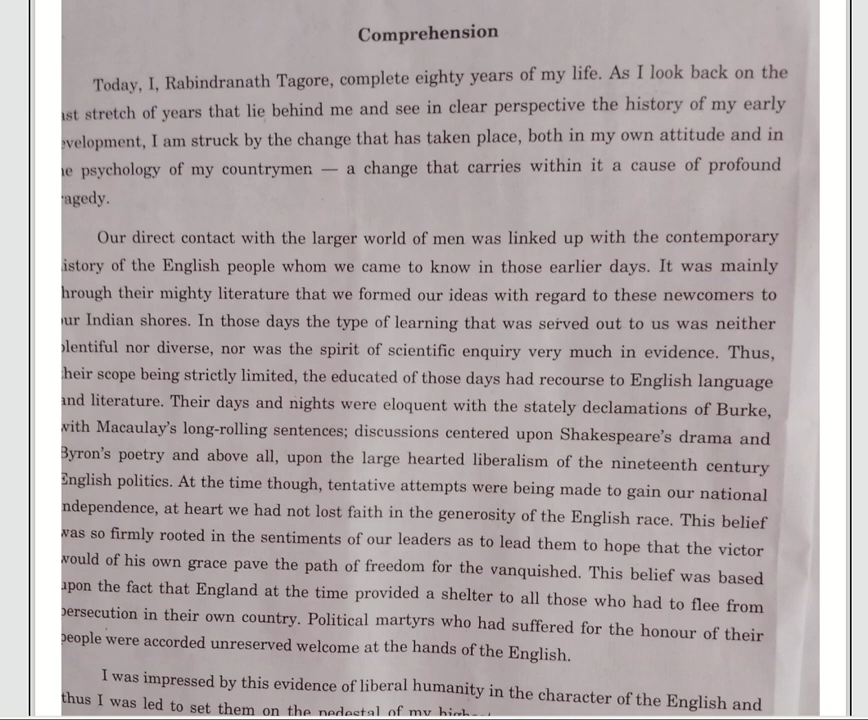 Comprehension
Today, I, Rabindranath Tagore, complete eighty years of my life. As I look back on the
stretch of years that lie behind me and see in clear perspective the history of my early
I am struck by the change that has taken place, both in my own attitude and in
psychology of my countrymen — a change that carries within it a cause of profound

Our direct contact with the larger world of men was linked up with the contemporary
of the English people whom we came to know in those earlier days. It was mainly
their mighty literature that we formed our ideas with regard to these newcomers to
Indian shores. In those days the type of learning that was served out to us was neither
nor diverse, nor was the spirit of scientific enquiry very much in evidence. Thus,
scope being strictly limited, the educated of those days had recourse to English language
and literature. Their days and nights were eloquent with the stately declamations of Burke,
with Macaulay's long-rolling sentences; discussions centered upon Shakespeare's drama and
Byron's poetry and above all, upon the large hearted liberalism of the nineteenth century
English politics. At the time though, tentative attempts were being made to gain our national
at heart we had not lost faith in the generosity of the English race. This belief
was so firmly rooted in the sentiments of our leaders as to lead them to hope that the victor
would of his own grace pave the path of freedom for the vanquished. This belief was based
upon the fact that England at the time provided a shelter to all those who had to flee from
persecution in their own country. Political martyrs who had suffered for the honour of their
people were accorded unreserved welcome at the hands of the English.
I was impressed by this evidence of liberal humanity in the character of the English and
thus I was led to set them on the pedestal of my